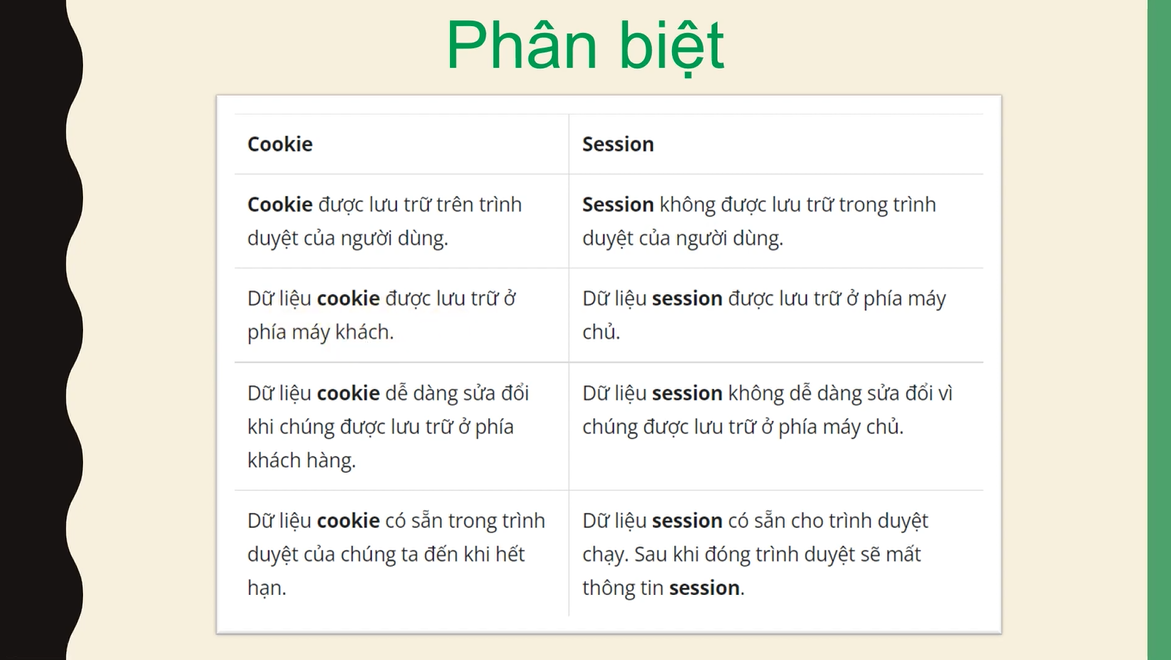 Phân biệt
Cookie
Session
Cookie được lưu trữ trên trình
duyệt của người dùng.
Session không được lưu trữ trong trình
duyệt của người dùng.
Dữ liệu cookie được lưu trữ ở
phía máy khách.
Dữ liệu session được lưu trữ ở phía máy
chủ.
Dữ liệu cookie dễ dàng sửa đổi
khi chúng được lưu trữ ở phía
khách hàng.
Dữ liệu session không dễ dàng sửa đổi vì
chúng được lưu trữ ở phía máy chủ.
Dữ liệu cookie có sẵn trong trình
duyệt của chúng ta đến khi hết
hạn.
Dữ liệu session có sẵn cho trình duyệt
chạy. Sau khi đóng trình duyệt sẽ mất
thông tin session.